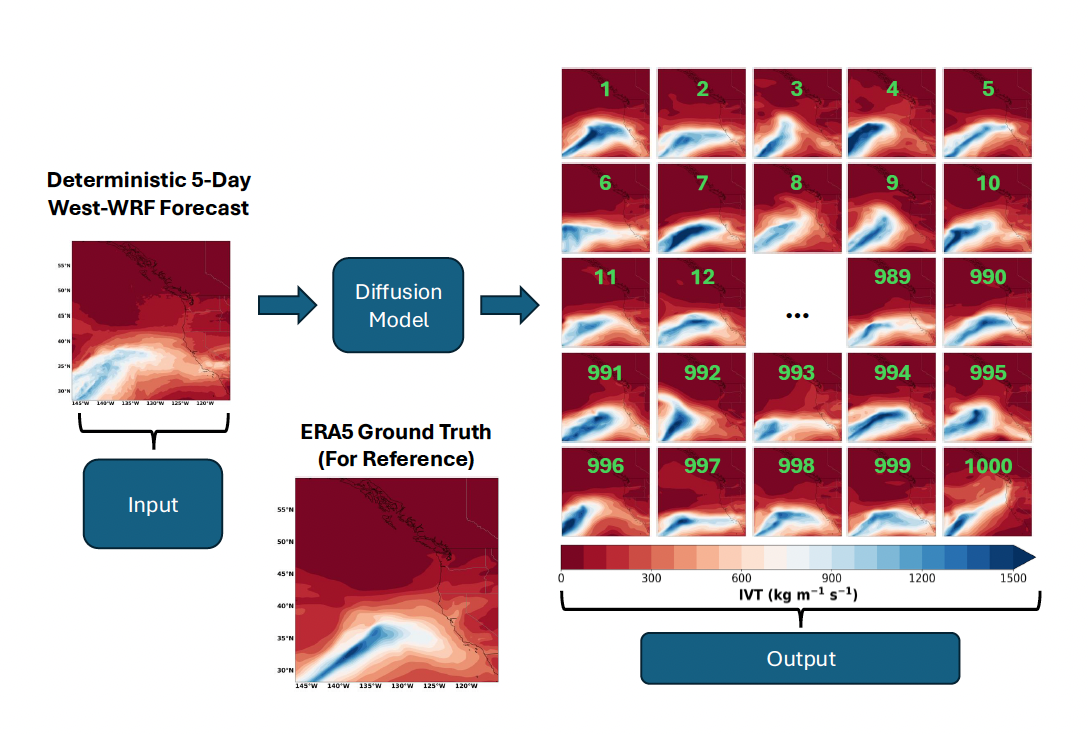 Deterministic 5-Day
West-WRF Forecast
55°N
50°N
45°N
40°N
35°N
30°N
145°W 140°W 135°W 130°W 125°W 120°W
Input
Diffusion
Model
ERA5 Ground Truth
(For Reference)
55°N
50°N
45°N
40°N
35°N
30°N
145°W 140°W 135°W 130°W 125°W 120°W
1 2 3 4 5
6 7 8 9 10
11 12 ... 989 990
991 992 993 994 995
996 997 998 999 1000
0 300 600 900 1200 1500
IVT (kg m⁻¹ s⁻¹)
Output